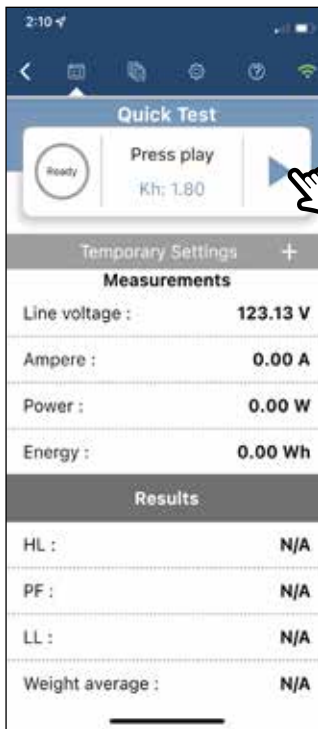 2:10
Quick Test
Ready
Press play
Kh: 1.80
Temporary Settings +
Measurements
Line voltage : 123.13 V
Ampere : 0.00 A
Power : 0.00 W
Energy : 0.00 Wh
Results
HL : N/A
PF : N/A
LL : N/A
Weight average : N/A